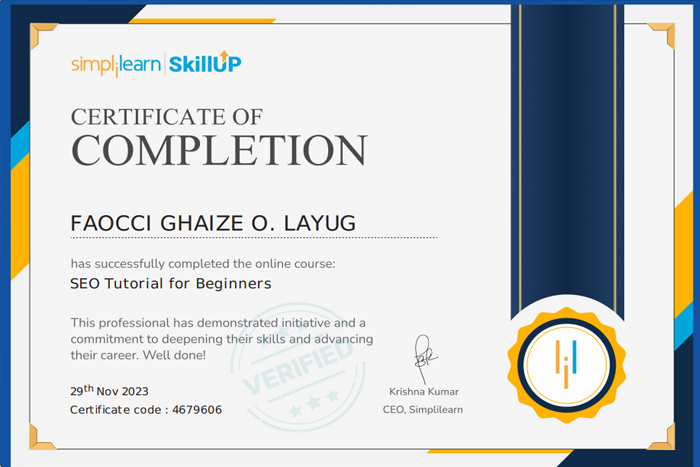 simplilearn | SkillUP
CERTIFICATE OF
COMPLETION
FAOCCI GHAIZE O. LAYUG
has successfully completed the online course:
SEO Tutorial for Beginners
This professional has demonstrated initiative and a
commitment to deepening their skills and advancing
their career. Well done!
VERIFIED
29th Nov 2023
Certificate code : 4679606
Krishna Kumar
CEO, Simplilearn